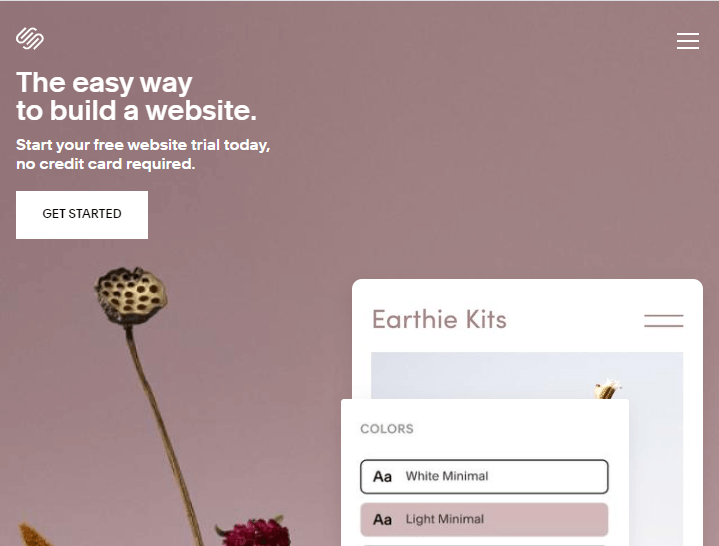 The easy way
to build a website.
Start your free website trial today,
no credit card required.
GET STARTED
Earthie Kits
COLORS
Aa White Minimal
Aa Light Minimal